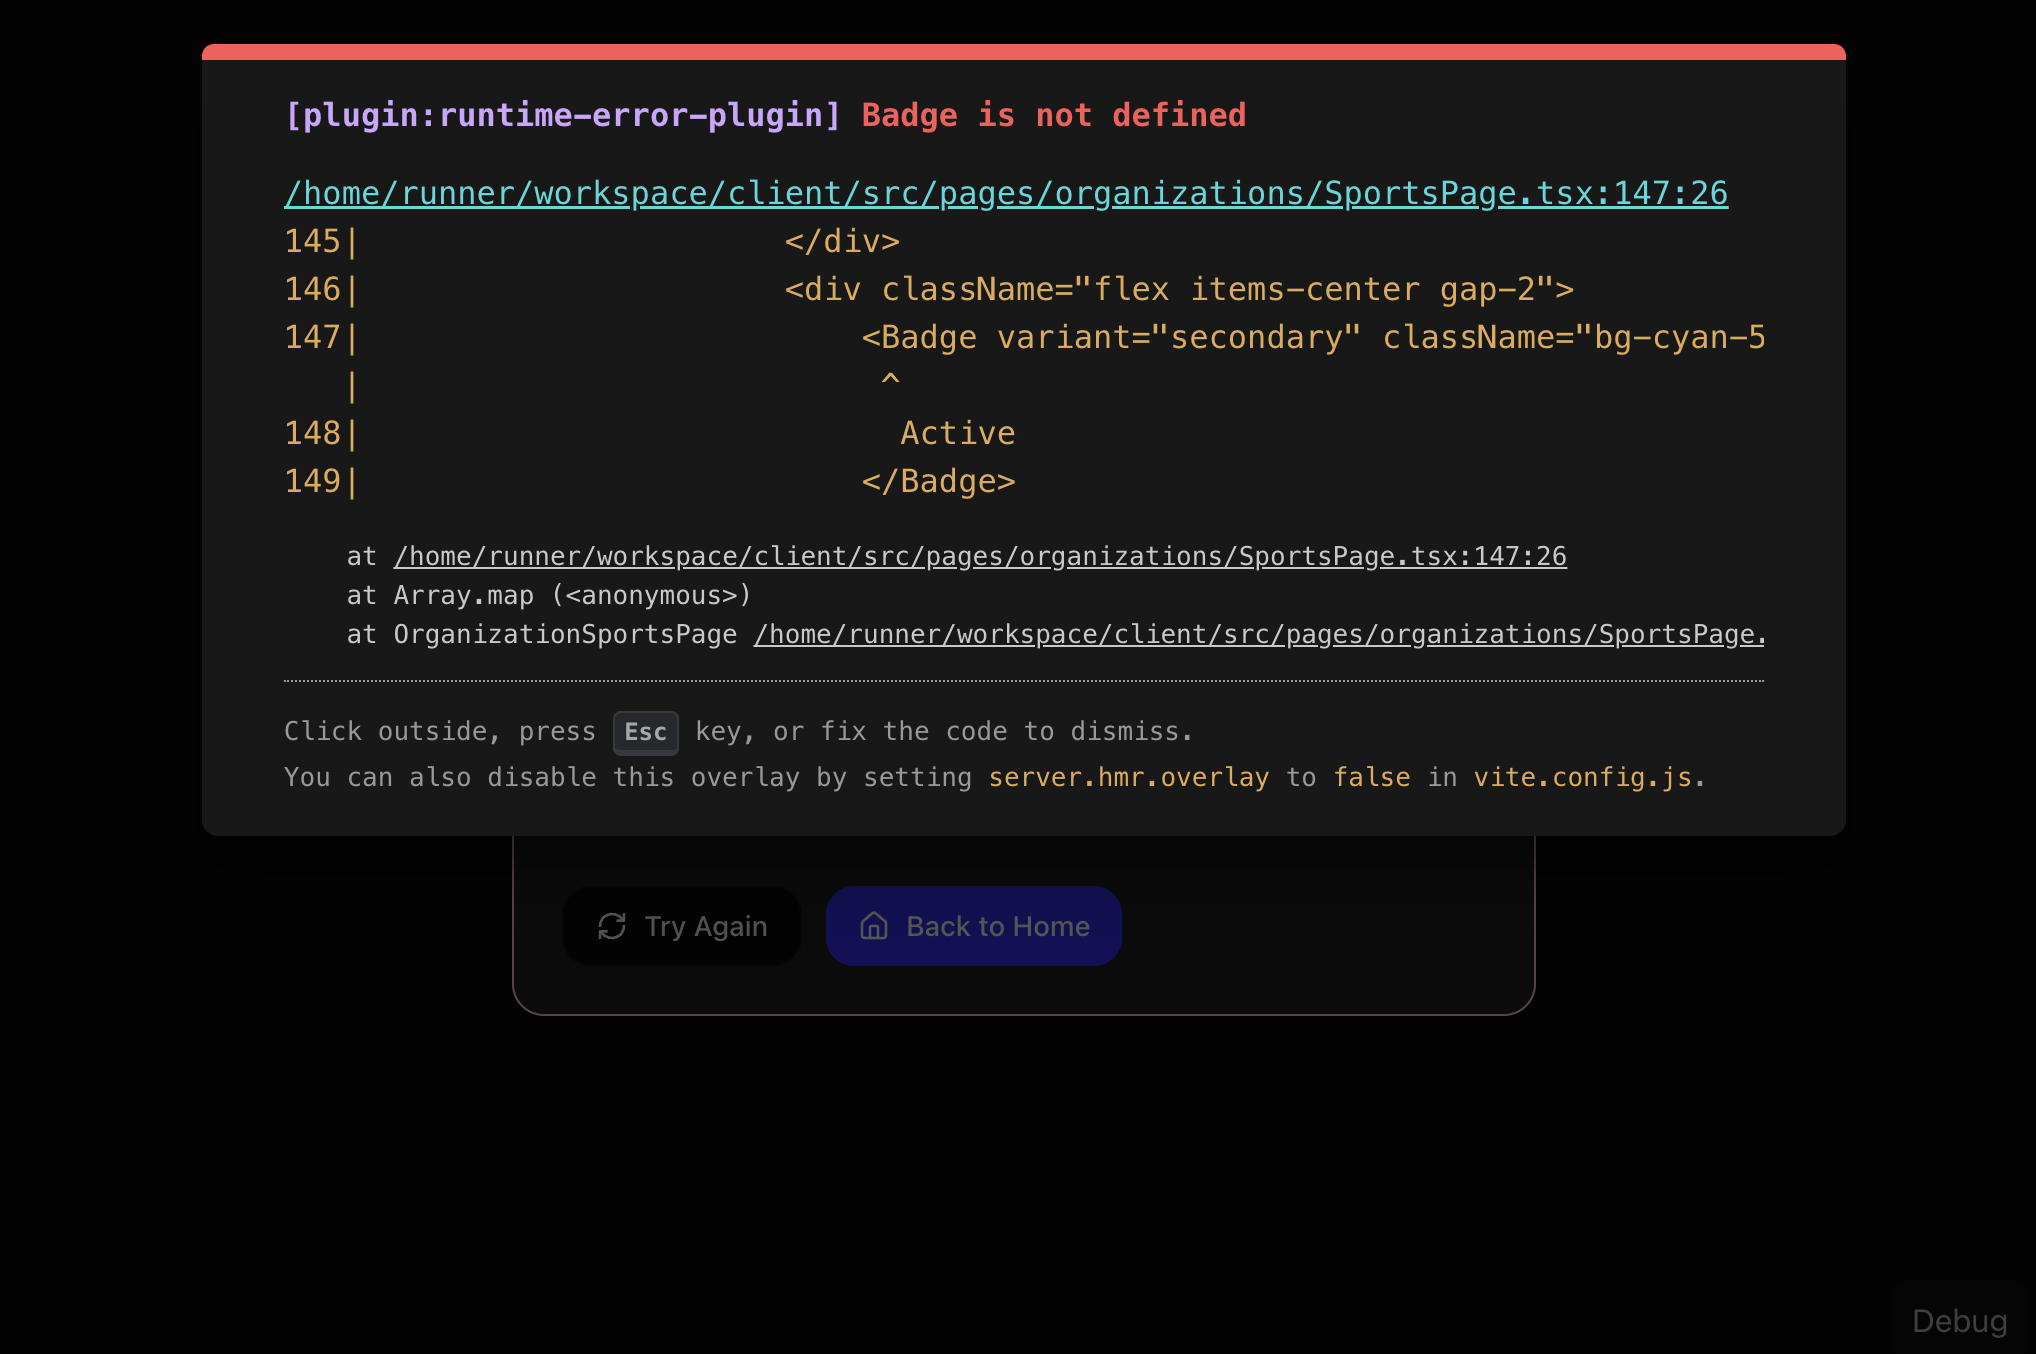 [plugin:runtime-error-plugin] Badge is not defined
/home/runner/workspace/client/src/pages/organizations/SportsPage.tsx:147:26
145|                      </div>
146|                      <div className="flex items-center gap-2">
147|                          <Badge variant="secondary" className="bg-cyan-5
   |                           ^
148|                            Active
149|                          </Badge>
at /home/runner/workspace/client/src/pages/organizations/SportsPage.tsx:147:26
at Array.map (<anonymous>)
at OrganizationSportsPage /home/runner/workspace/client/src/pages/organizations/SportsPage.
Click outside, press Esc key, or fix the code to dismiss.
You can also disable this overlay by setting server.hmr.overlay to false in vite.config.js.
Try Again
Back to Home
Debug